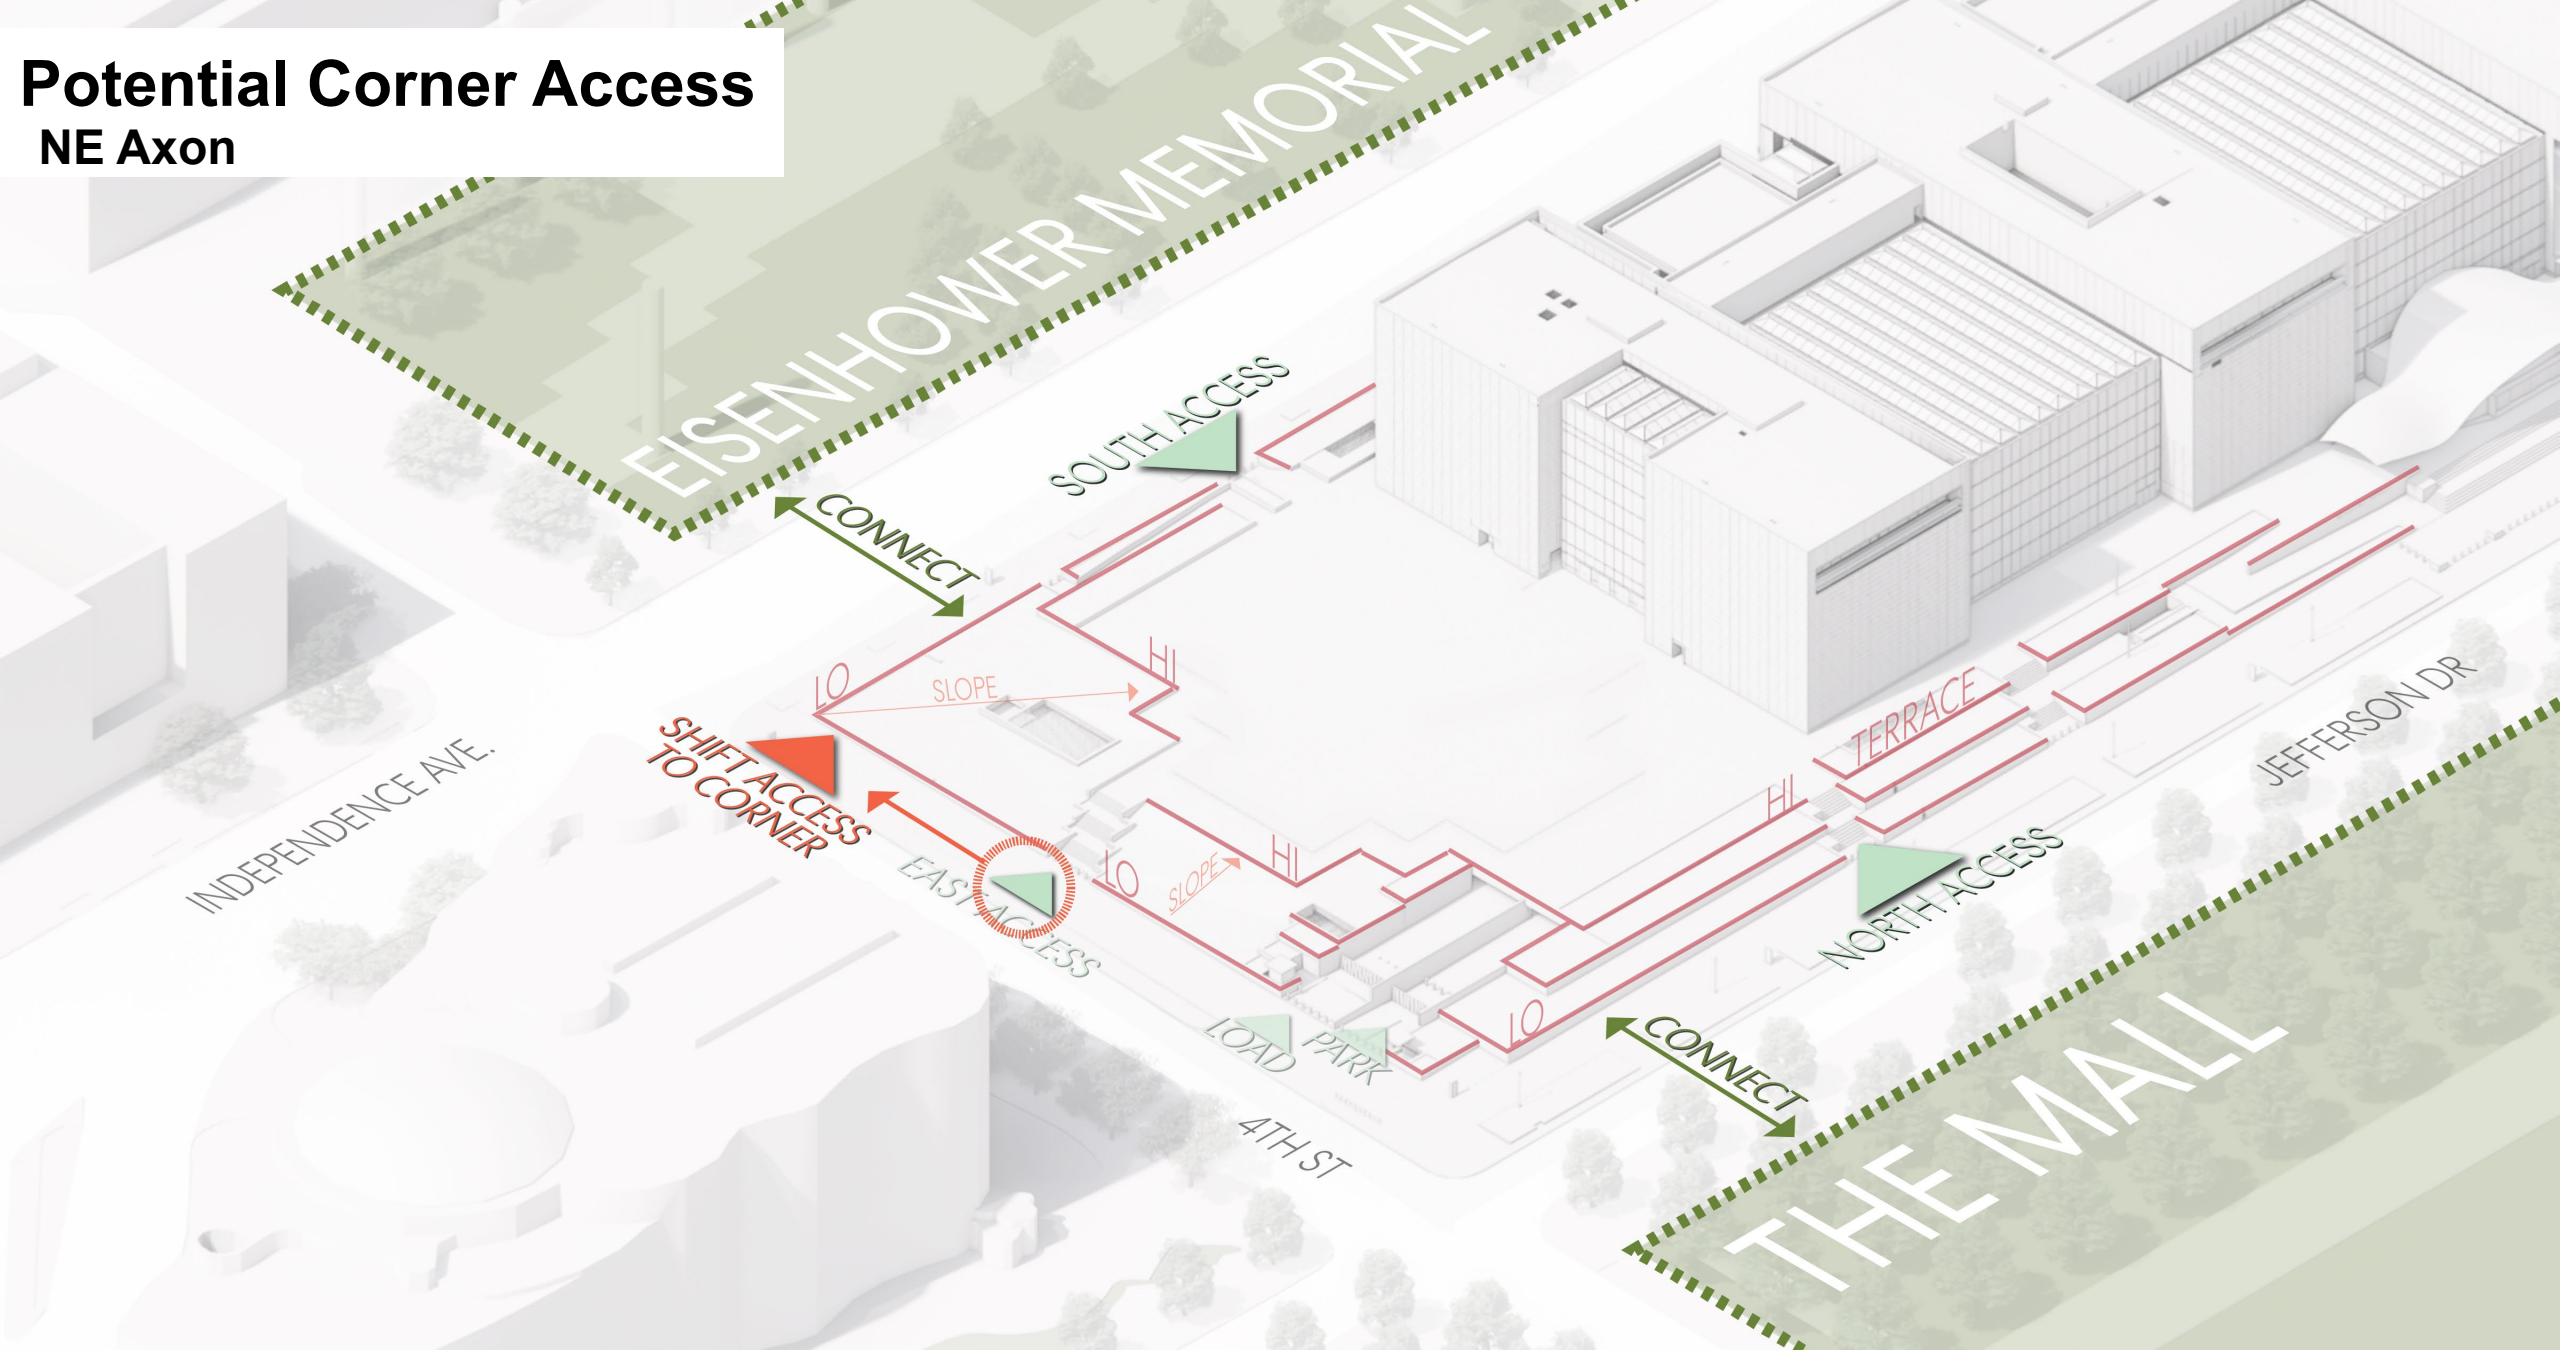 Potential Corner Access
NE Axon
EISENHOWER MEMORIAL
SOUTH ACCESS
CONNECT
HI
LO
SLOPE
SHIFT ACCESS
TO CORNER
INDEPENDENCE AVE.
EAST ACCESS
LO
SLOPE
HI
HI
TERRACE
JEFFERSON DR
NORTH ACCESS
LO
LOAD
PARK
CONNECT
4TH ST
THE MALL